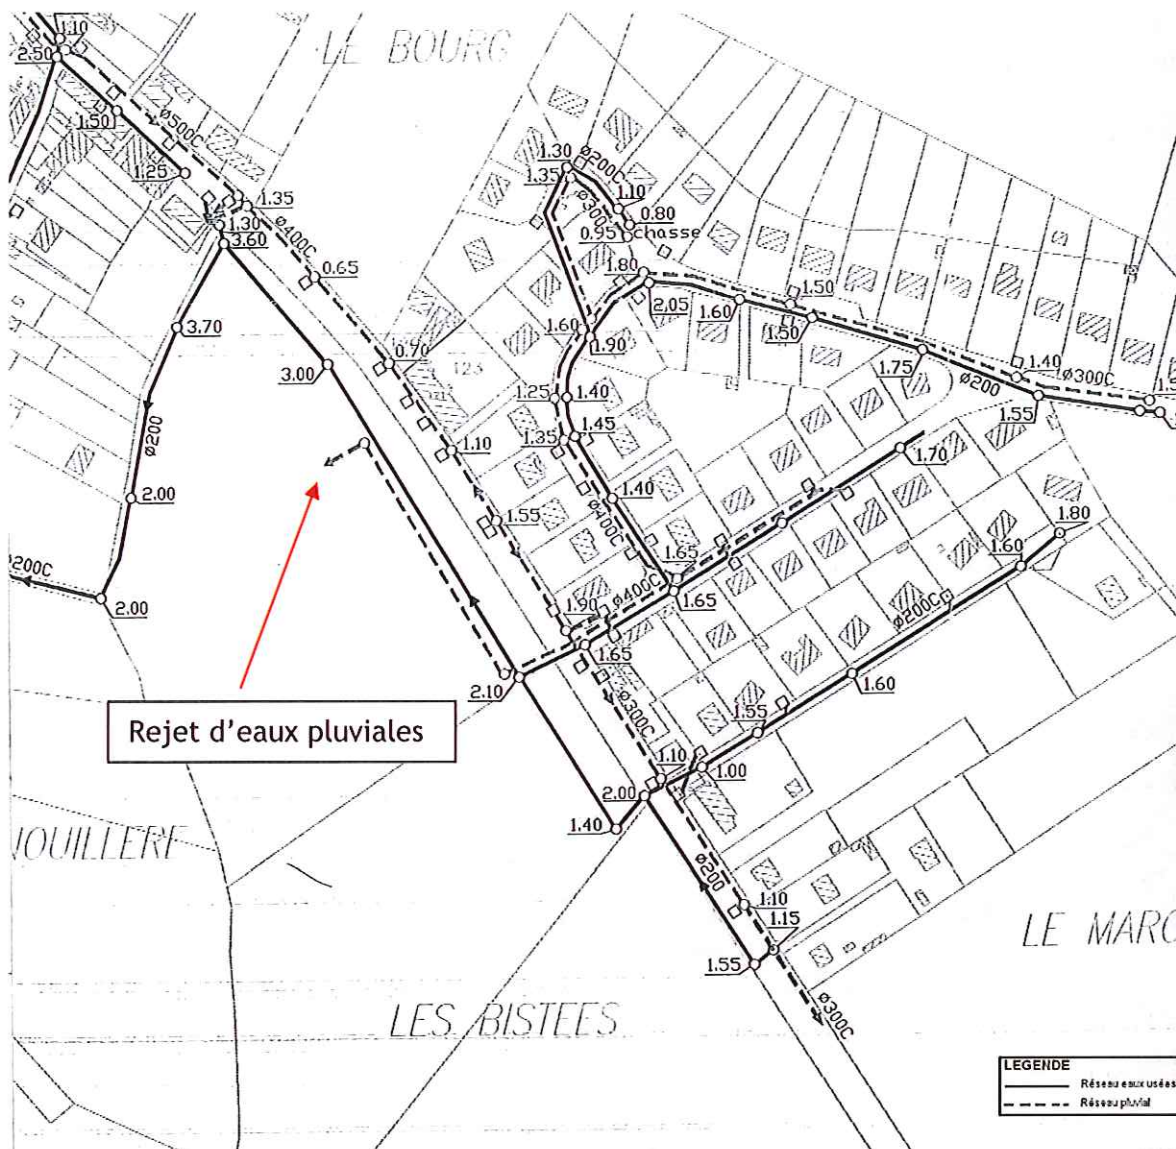 1.10
LE BOURG
2.50
1.50
Ø500C
1.25
1.35
1.30
3.60
Ø400C
0.65
1.30
1.35
Ø200C
Ø300C
1.10
0.80
0.95
chasse
1.80
2.05
1.60
1.50
1.50
3.70
3.00
0.70
123
1.60
1.90
1.75
1.40
Ø200
Ø300C
1.55
1.25
1.40
1.35
1.45
1.10
Ø200
2.00
1.55
1.40
Ø400C
1.70
1.80
1.60
Ø200C
2.00
1.65
1.65
1.90
Ø400C
1.65
Ø200C
2.10
1.60
Rejet d'eaux pluviales
Ø300C
1.55
1.10
1.00
2.00
1.40
Ø200
1.10
1.15
LE MARC
1.55
LES BISTEES
Ø300C
LEGENDE
Réseau eaux usées
Réseau pluvial